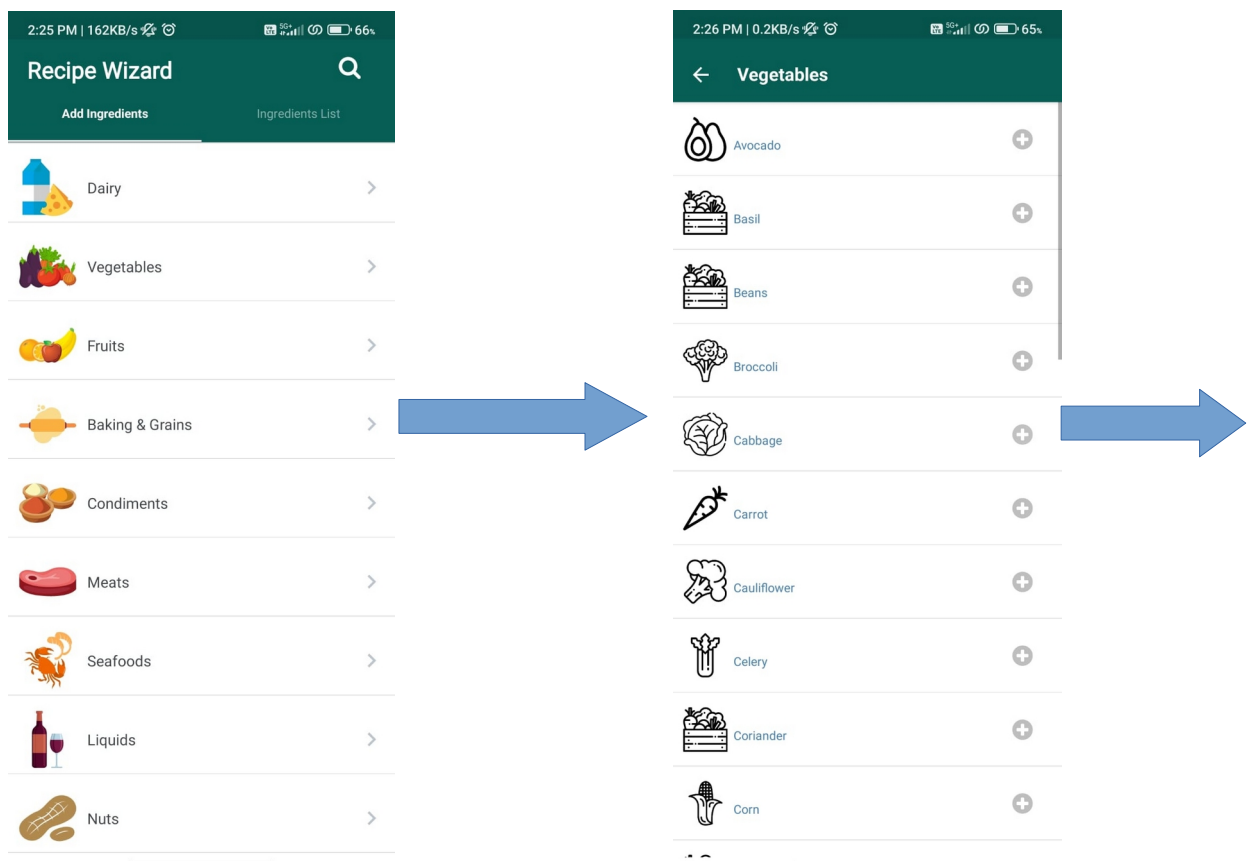 2:25 PM | 162KB/s 5G+ 66%
Recipe Wizard
Add Ingredients Ingredients List
Dairy
Vegetables
Fruits
Baking & Grains
Condiments
Meats
Seafoods
Liquids
Nuts
2:26 PM | 0.2KB/s 5G+ 65%
Vegetables
Avocado
Basil
Beans
Broccoli
Cabbage
Carrot
Cauliflower
Celery
Coriander
Corn